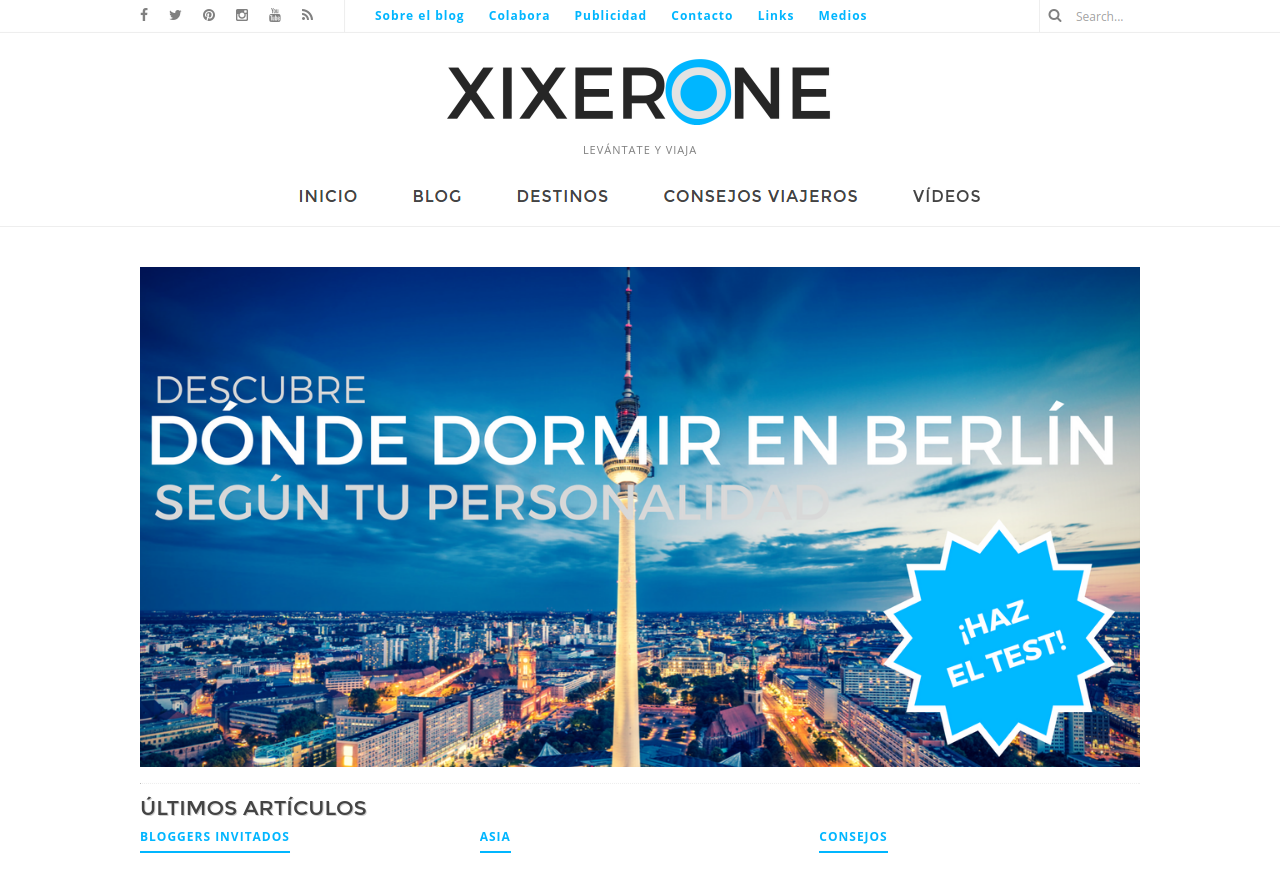 Sobre el blog Colabora Publicidad Contacto Links Medios Search...
XIXERONE
LEVÁNTATE Y VIAJA
INICIO BLOG DESTINOS CONSEJOS VIAJEROS VÍDEOS
DESCUBRE
DÓNDE DORMIR EN BERLÍN
SEGÚN TU PERSONALIDAD
¡HAZ
EL TEST!
ÚLTIMOS ARTÍCULOS
BLOGGERS INVITADOS ASIA CONSEJOS